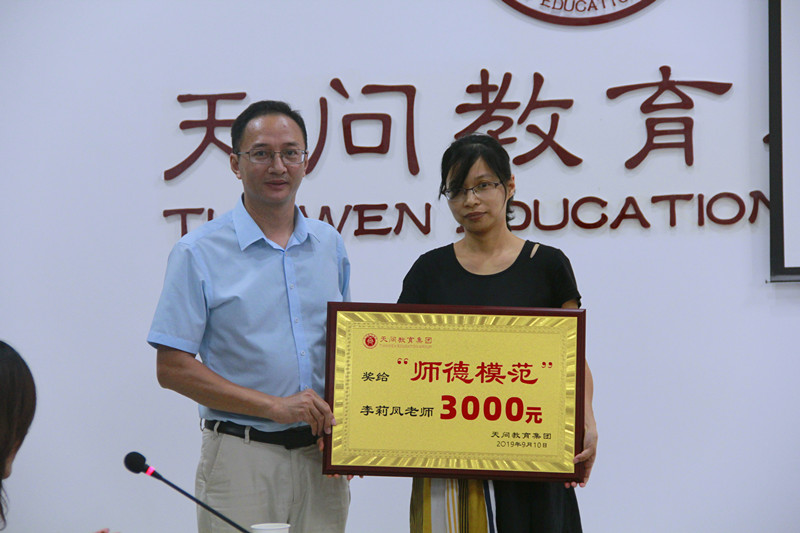 EDUCATION
天问教育
TI WEN EDUCATION
天问教育集团
奖给“师德模范”
李莉风老师 3000元
天问教育集团
2019年9月10日